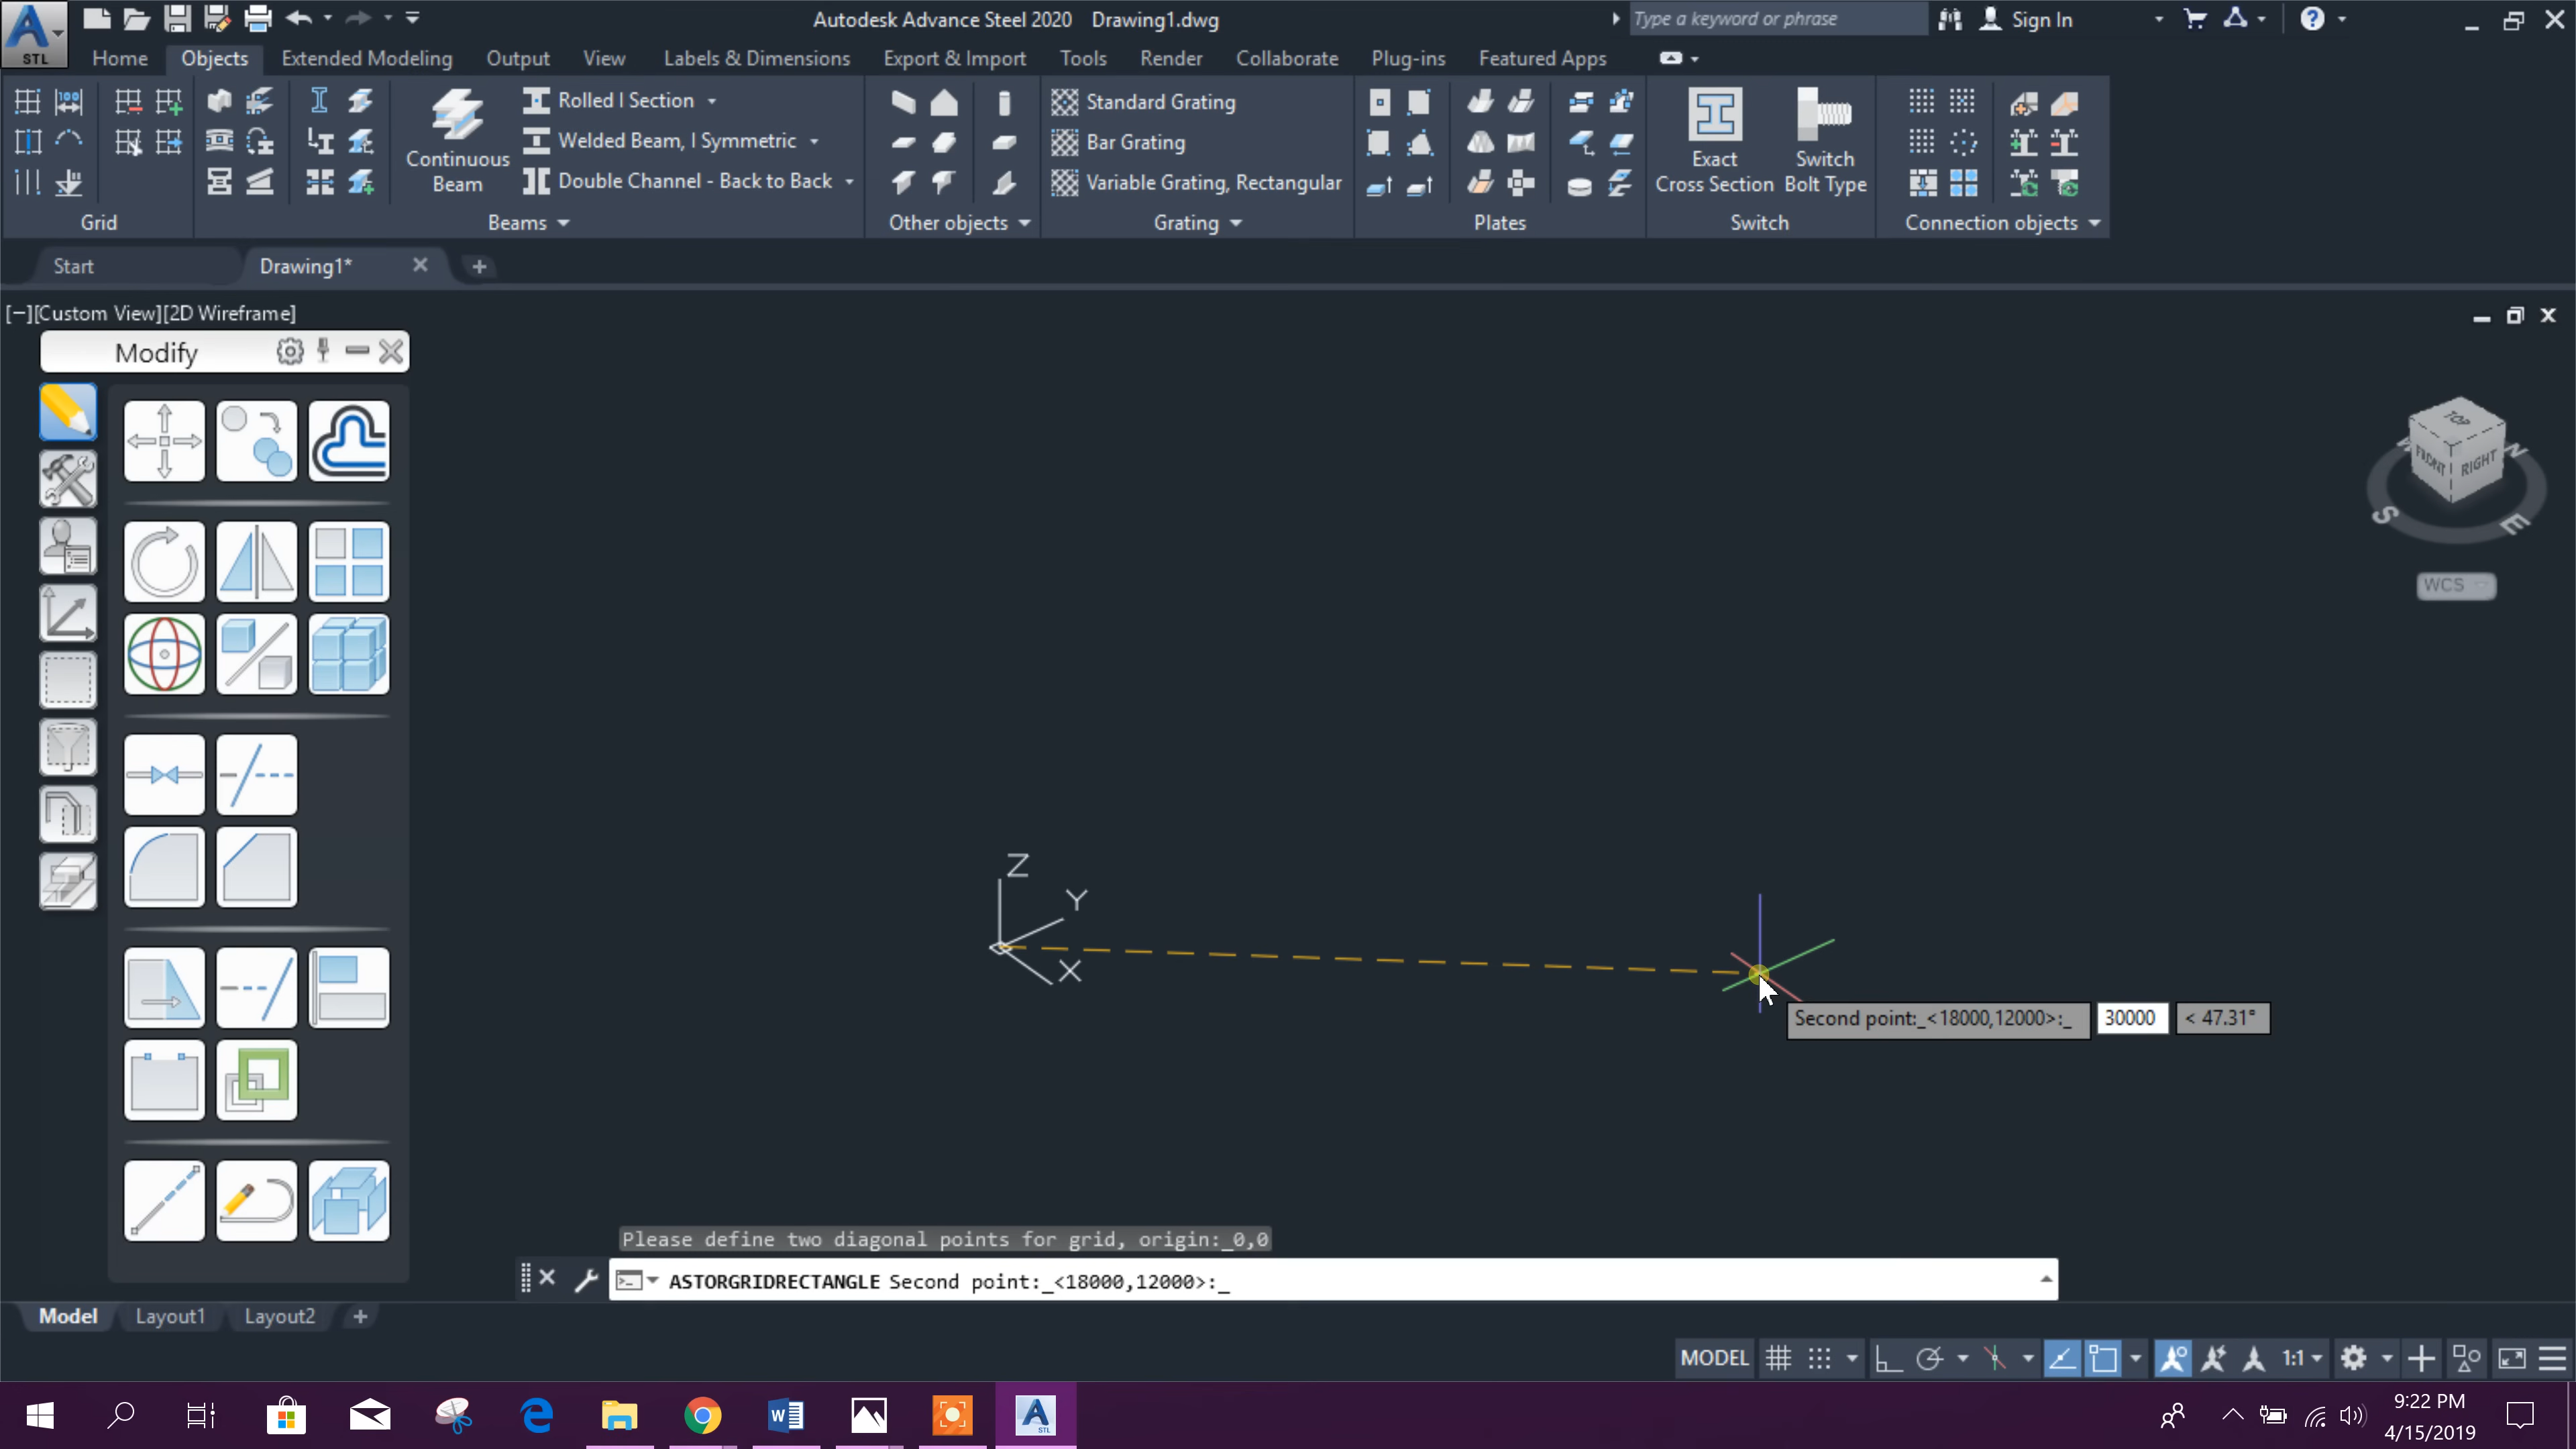 Autodesk Advance Steel 2020 Drawing1.dwg
Type a keyword or phrase
Sign In
STL
Home Objects Extended Modeling Output View Labels & Dimensions Export & Import Tools Render Collaborate Plug-ins Featured Apps
Continuous Beam
Rolled I Section
Welded Beam, I Symmetric
Double Channel - Back to Back
Standard Grating
Bar Grating
Variable Grating, Rectangular
Exact Cross Section
Switch Bolt Type
Grid
Beams
Other objects
Grating
Plates
Switch
Connection objects
Start
Drawing1*
[−][Custom View][2D Wireframe]
Modify
TOP
FRONT
RIGHT
N
S
E
WCS
Z
Y
X
Second point:_<18000,12000>:_ 30000 < 47.31°
Please define two diagonal points for grid, origin:_0,0
ASTORGRIDRECTANGLE Second point:_<18000,12000>:_
Model Layout1 Layout2
MODEL
1:1
9:22 PM
4/15/2019